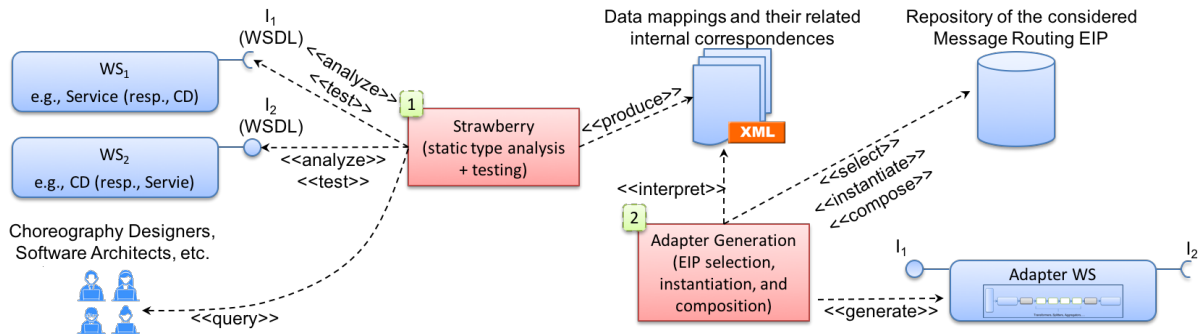 I1
(WSDL)
WS1
e.g., Service (resp., CD)
<<analyze>>
<<test>>
I2
(WSDL)
WS2
e.g., CD (resp., Servie)
<<analyze>>
<<test>>
1
Strawberry
(static type analysis
+ testing)
<<produce>>
Data mappings and their related
internal correspondences
XML
Repository of the considered
Message Routing EIP
<<select>>
<<instantiate>>
<<compose>>
<<interpret>>
2
Adapter Generation
(EIP selection,
instantiation, and
composition)
<<generate>>
I1
I2
Adapter WS
Choreography Designers,
Software Architects, etc.
<<query>>